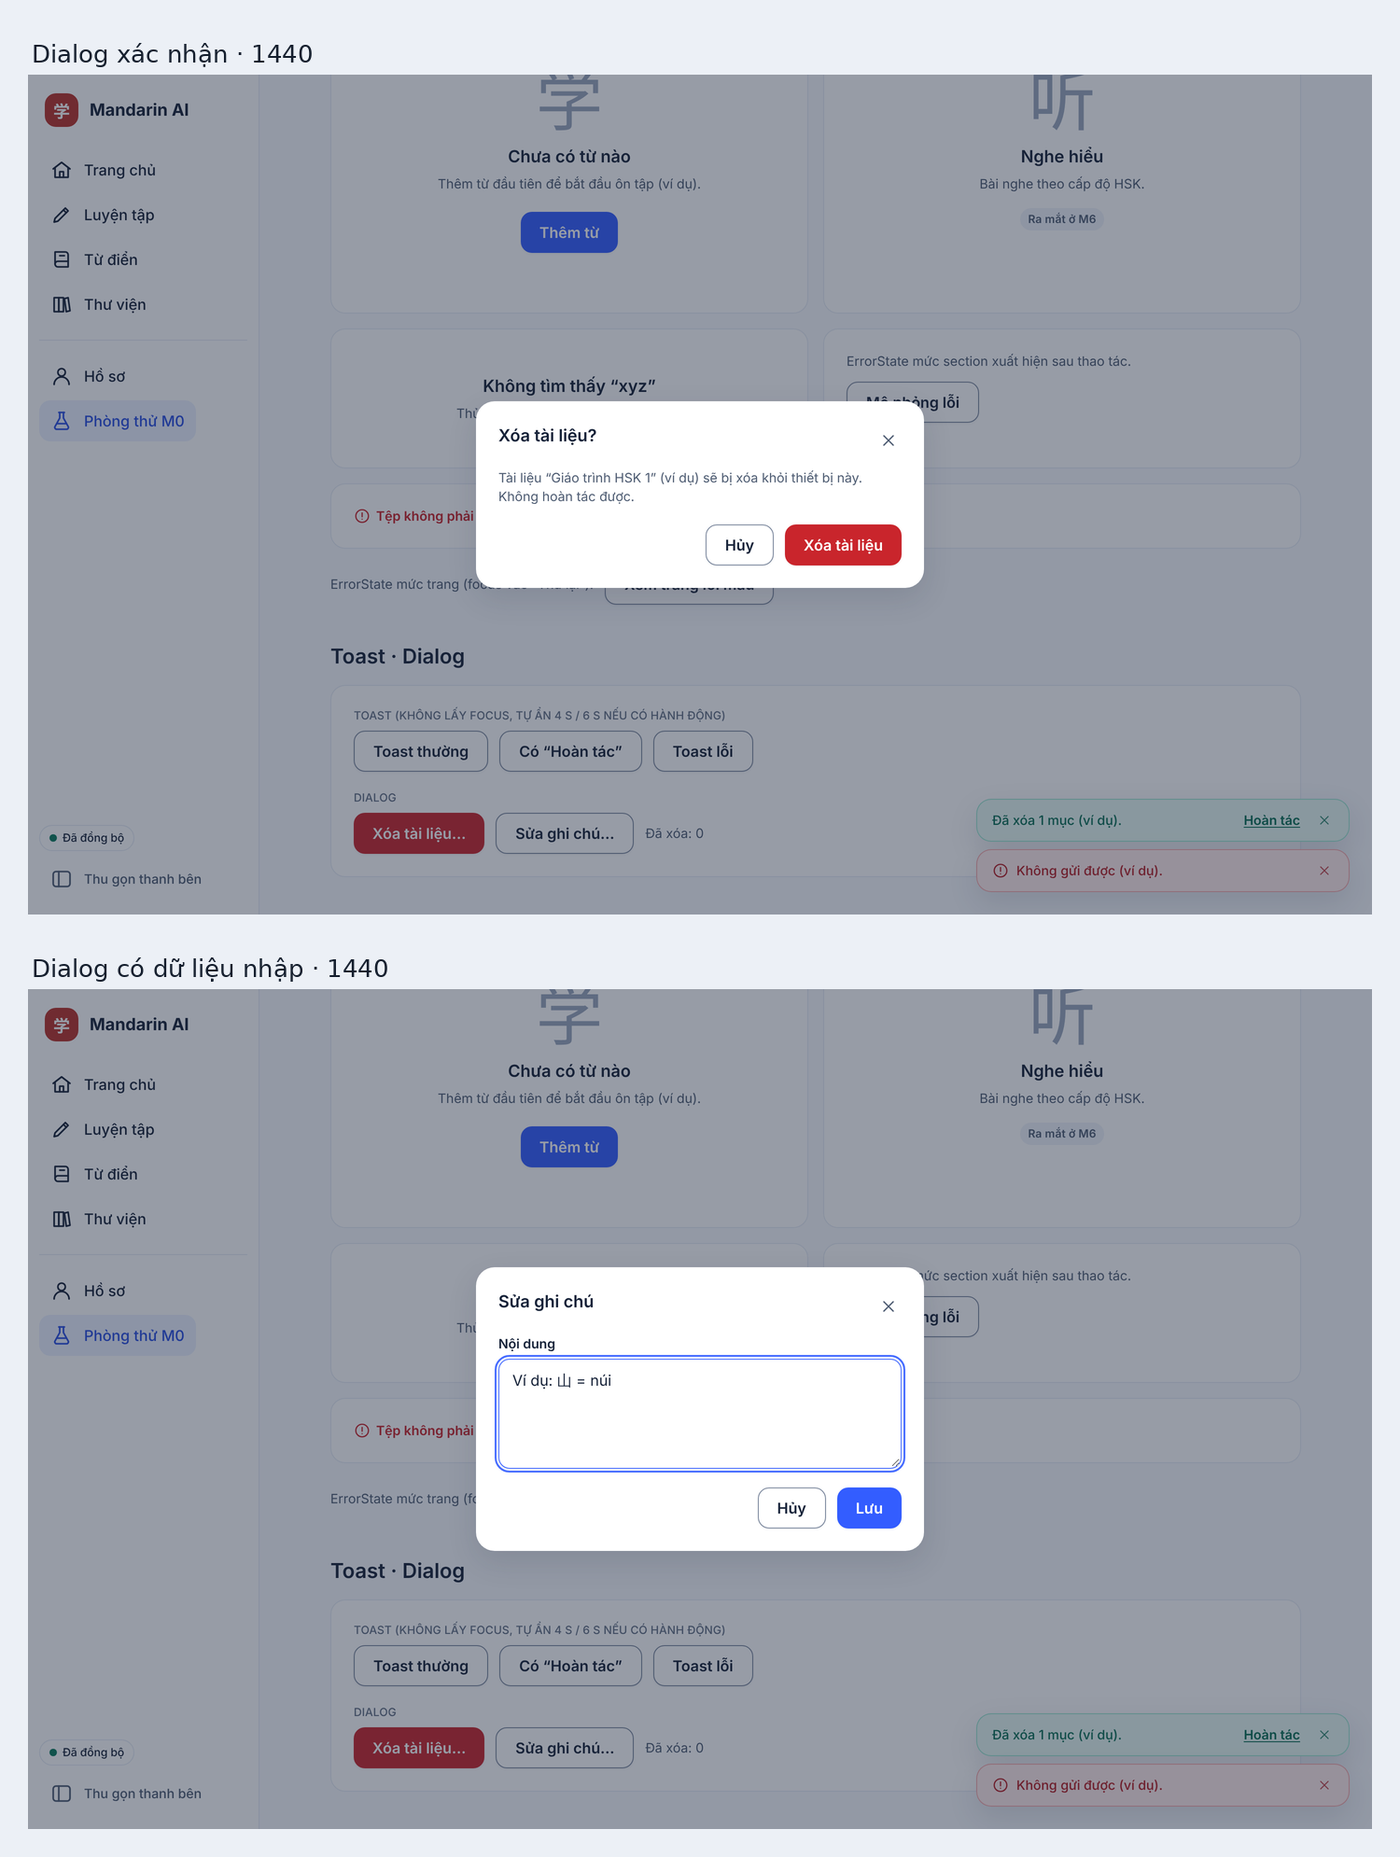 Dialog xác nhận · 1440
学 Mandarin AI
Trang chủ
Luyện tập
Từ điển
Thư viện
Hồ sơ
Phòng thử M0
Đã đồng bộ
Thu gọn thanh bên
学
Chưa có từ nào
Thêm từ đầu tiên để bắt đầu ôn tập (ví dụ).
Thêm từ
听
Nghe hiểu
Bài nghe theo cấp độ HSK.
Ra mắt ở M6
Không tìm thấy “xyz”
ErrorState mức section xuất hiện sau thao tác.
Mô phỏng lỗi
Xóa tài liệu?
Tài liệu “Giáo trình HSK 1” (ví dụ) sẽ bị xóa khỏi thiết bị này.
Không hoàn tác được.
Hủy
Xóa tài liệu
Tệp không phải
ErrorState mức trang
Toast · Dialog
TOAST (KHÔNG LẤY FOCUS, TỰ ẨN 4 S / 6 S NẾU CÓ HÀNH ĐỘNG)
Toast thường
Có “Hoàn tác”
Toast lỗi
DIALOG
Xóa tài liệu…
Sửa ghi chú…
Đã xóa: 0
Đã xóa 1 mục (ví dụ). Hoàn tác
Không gửi được (ví dụ).
Dialog có dữ liệu nhập · 1440
学 Mandarin AI
Trang chủ
Luyện tập
Từ điển
Thư viện
Hồ sơ
Phòng thử M0
Đã đồng bộ
Thu gọn thanh bên
学
Chưa có từ nào
Thêm từ đầu tiên để bắt đầu ôn tập (ví dụ).
Thêm từ
听
Nghe hiểu
Bài nghe theo cấp độ HSK.
Ra mắt ở M6
section xuất hiện sau thao tác.
lỗi
Sửa ghi chú
Nội dung
Ví dụ: 山 = núi
Hủy
Lưu
Tệp không phải
ErrorState mức trang
Toast · Dialog
TOAST (KHÔNG LẤY FOCUS, TỰ ẨN 4 S / 6 S NẾU CÓ HÀNH ĐỘNG)
Toast thường
Có “Hoàn tác”
Toast lỗi
DIALOG
Xóa tài liệu…
Sửa ghi chú…
Đã xóa: 0
Đã xóa 1 mục (ví dụ). Hoàn tác
Không gửi được (ví dụ).